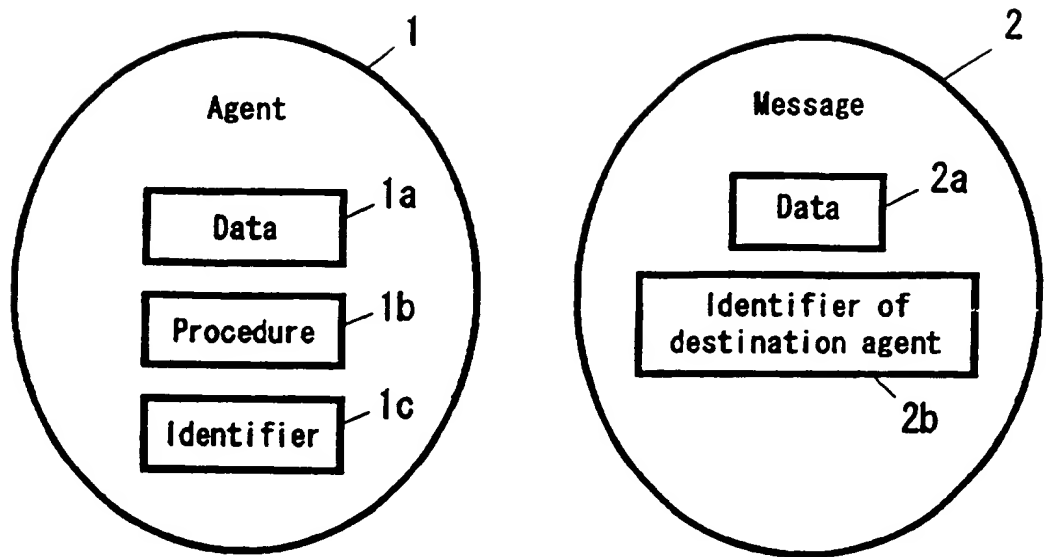 1
Agent
1a
Data
1b
Procedure
1c
Identifier
2
Message
2a
Data
Identifier of
destination agent
2b